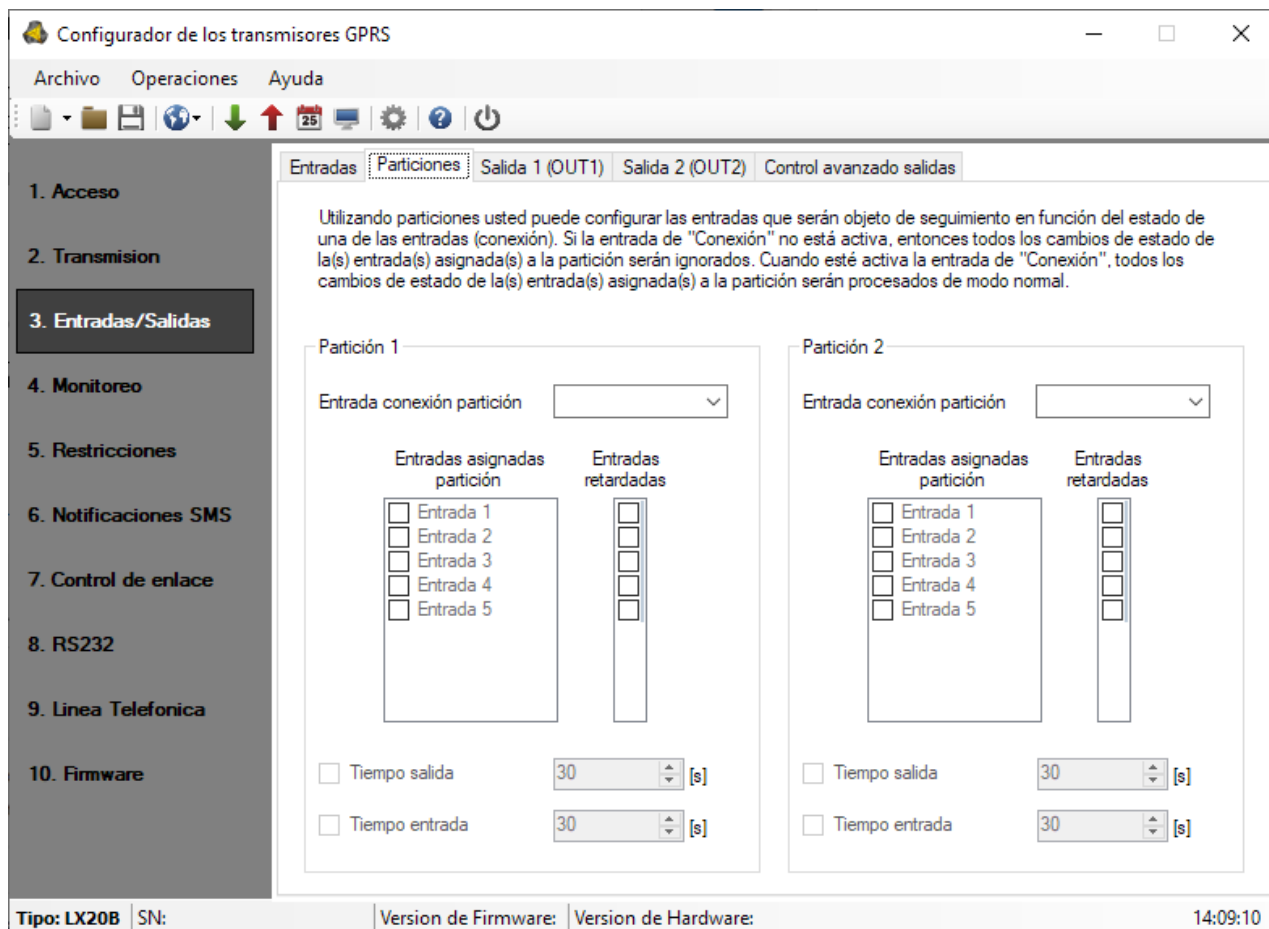 Configurador de los transmisores GPRS
Archivo Operaciones Ayuda
25
Entradas Particiones Salida 1 (OUT1) Salida 2 (OUT2) Control avanzado salidas
1. Acceso
2. Transmision
3. Entradas/Salidas
4. Monitoreo
5. Restricciones
6. Notificaciones SMS
7. Control de enlace
8. RS232
9. Linea Telefonica
10. Firmware
Utilizando particiones usted puede configurar las entradas que serán objeto de seguimiento en función del estado de
una de las entradas (conexión). Si la entrada de "Conexión" no está activa, entonces todos los cambios de estado de
la(s) entrada(s) asignada(s) a la partición serán ignorados. Cuando esté activa la entrada de "Conexión", todos los
cambios de estado de la(s) entrada(s) asignada(s) a la partición serán procesados de modo normal.
Partición 1
Entrada conexión partición
Entradas asignadas
partición
Entradas
retardadas
Entrada 1
Entrada 2
Entrada 3
Entrada 4
Entrada 5
Tiempo salida 30 [s]
Tiempo entrada 30 [s]
Partición 2
Entrada conexión partición
Entradas asignadas
partición
Entradas
retardadas
Entrada 1
Entrada 2
Entrada 3
Entrada 4
Entrada 5
Tiempo salida 30 [s]
Tiempo entrada 30 [s]
Tipo: LX20B SN: Version de Firmware: Version de Hardware: 14:09:10